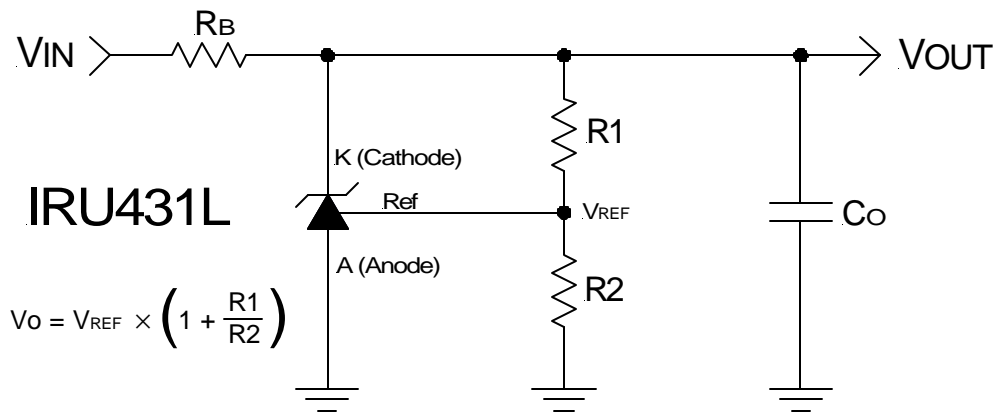 RB
VIN
VOUT
R1
K (Cathode)
IRU431L
Ref
VREF
CO
A (Anode)
R2
Vo = VREF × (1 + R1/R2)